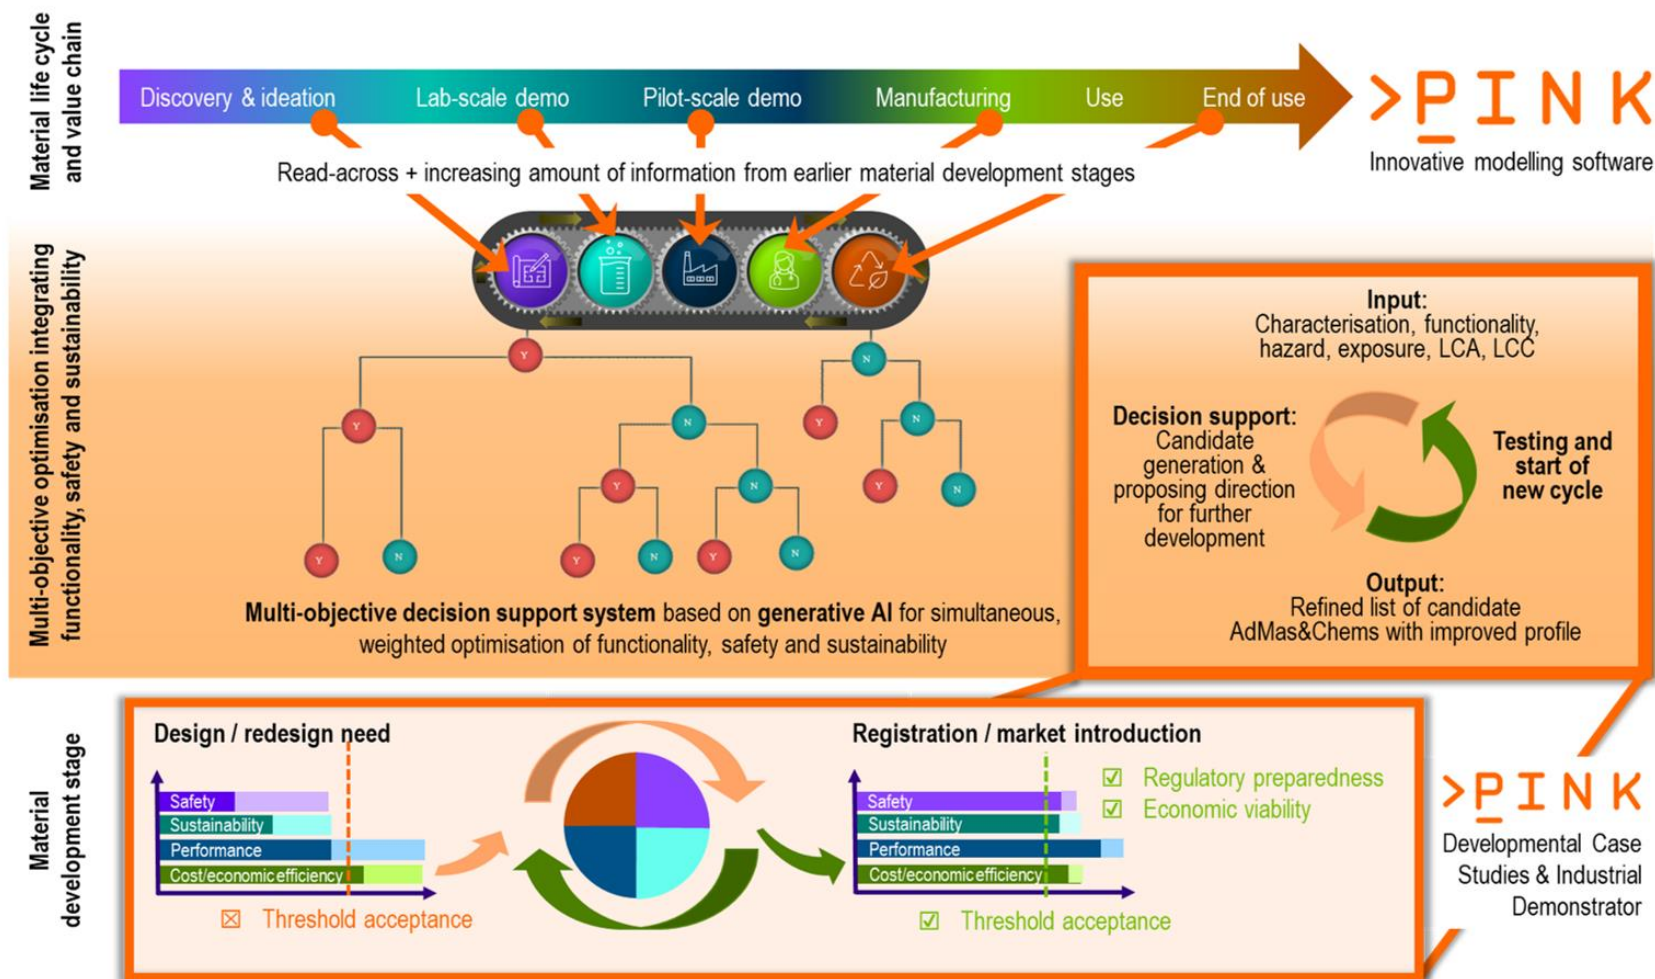 Material life cycle
and value chain
Discovery & ideation
Lab-scale demo
Pilot-scale demo
Manufacturing
Use
End of use
>PINK
Innovative modelling software
Read-across + increasing amount of information from earlier material development stages
Multi-objective optimisation integrating
functionality, safety and sustainability
Y
N
Y
N
Y
N
Y
N
Y
N
Y
N
Y
N
Y
N
Multi-objective decision support system based on generative AI for simultaneous,
weighted optimisation of functionality, safety and sustainability
Input:
Characterisation, functionality,
hazard, exposure, LCA, LCC
Decision support:
Candidate
generation &
proposing direction
for further
development
Testing and
start of
new cycle
Output:
Refined list of candidate
AdMas&Chems with improved profile
Material
development stage
Design / redesign need
Safety
Sustainability
Performance
Cost/economic efficiency
Threshold acceptance
Registration / market introduction
Safety
Sustainability
Performance
Cost/economic efficiency
Regulatory preparedness
Economic viability
Threshold acceptance
>PINK
Developmental Case
Studies & Industrial
Demonstrator